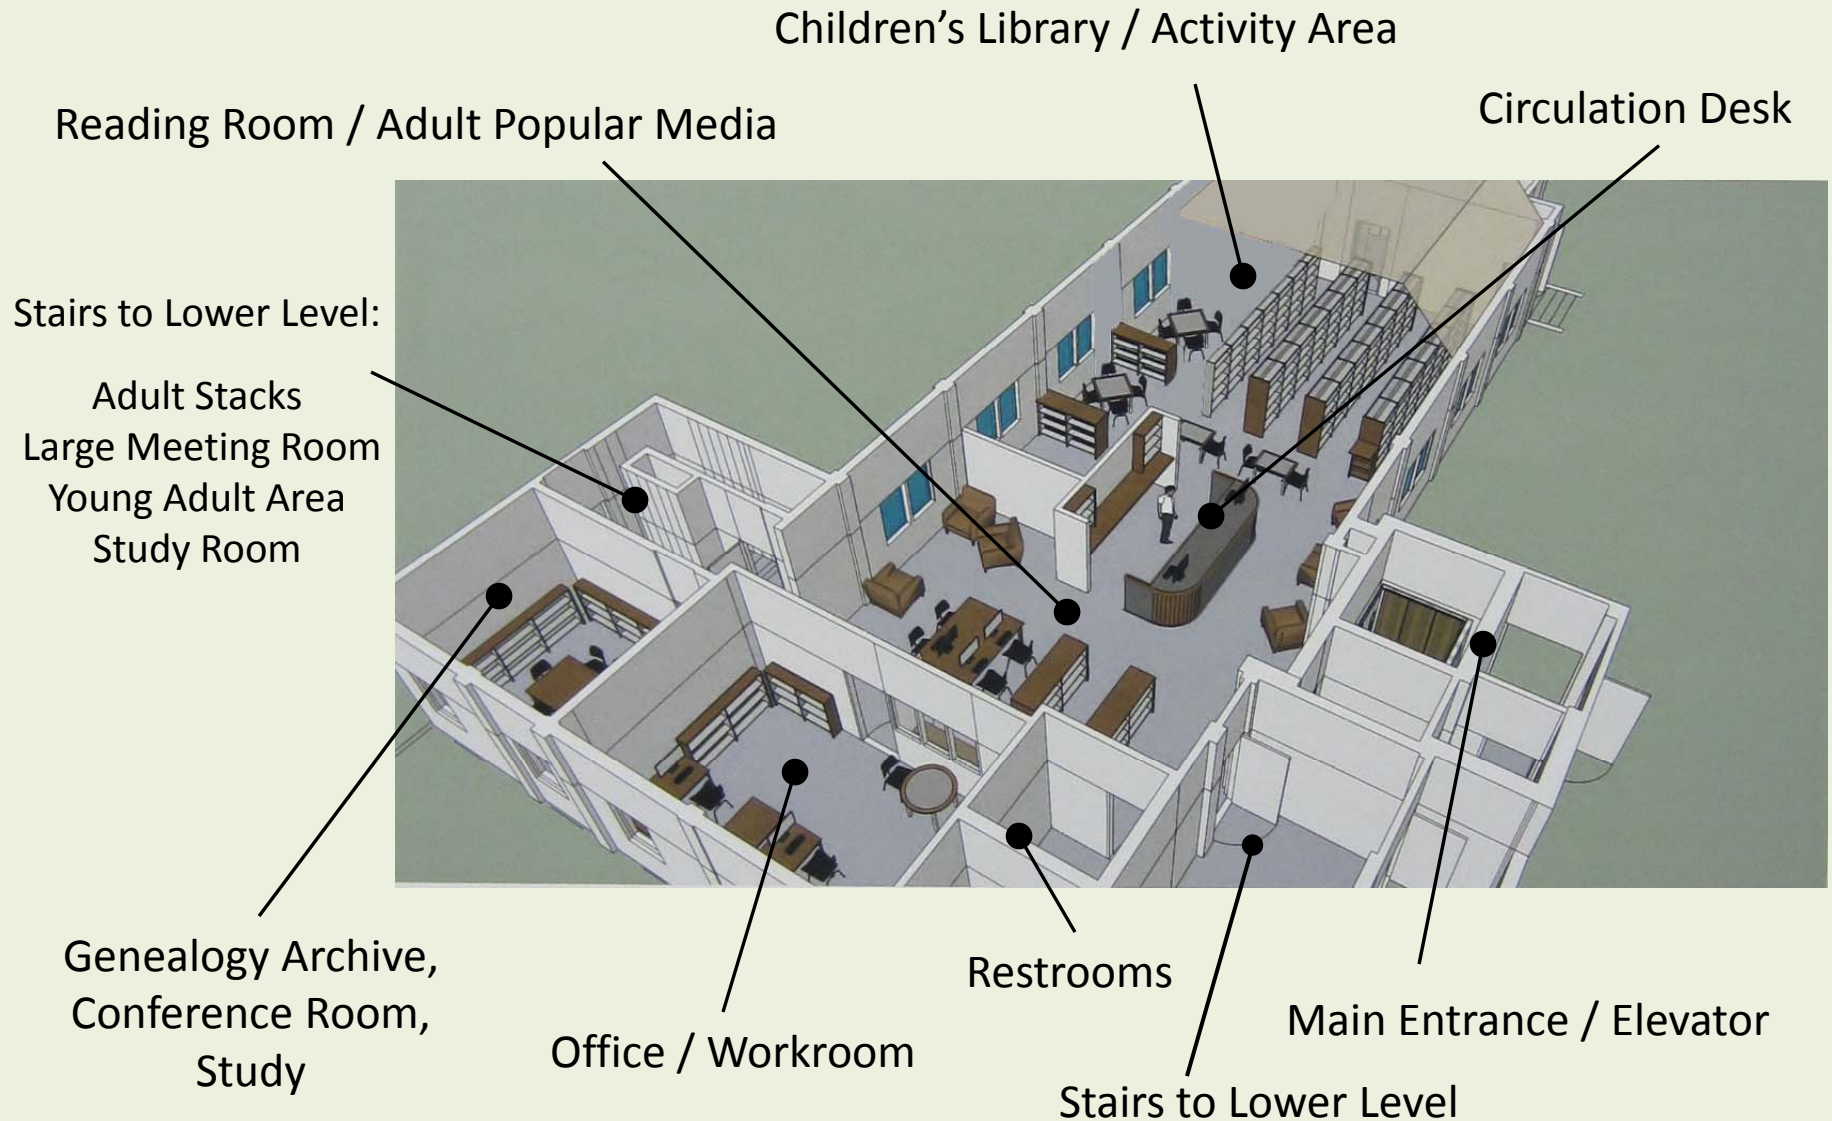 Children’s Library / Activity Area
Circulation Desk
Reading Room / Adult Popular Media
Stairs to Lower Level:
Adult Stacks
Large Meeting Room
Young Adult Area
Study Room
Genealogy Archive,
Conference Room,
Study
Office / Workroom
Restrooms
Main Entrance / Elevator
Stairs to Lower Level